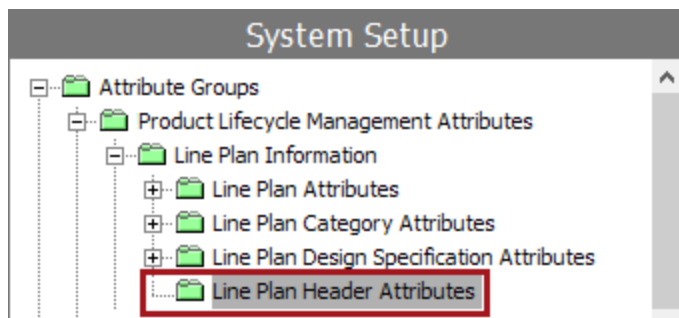 System Setup
Attribute Groups
Product Lifecycle Management Attributes
Line Plan Information
Line Plan Attributes
Line Plan Category Attributes
Line Plan Design Specification Attributes
Line Plan Header Attributes